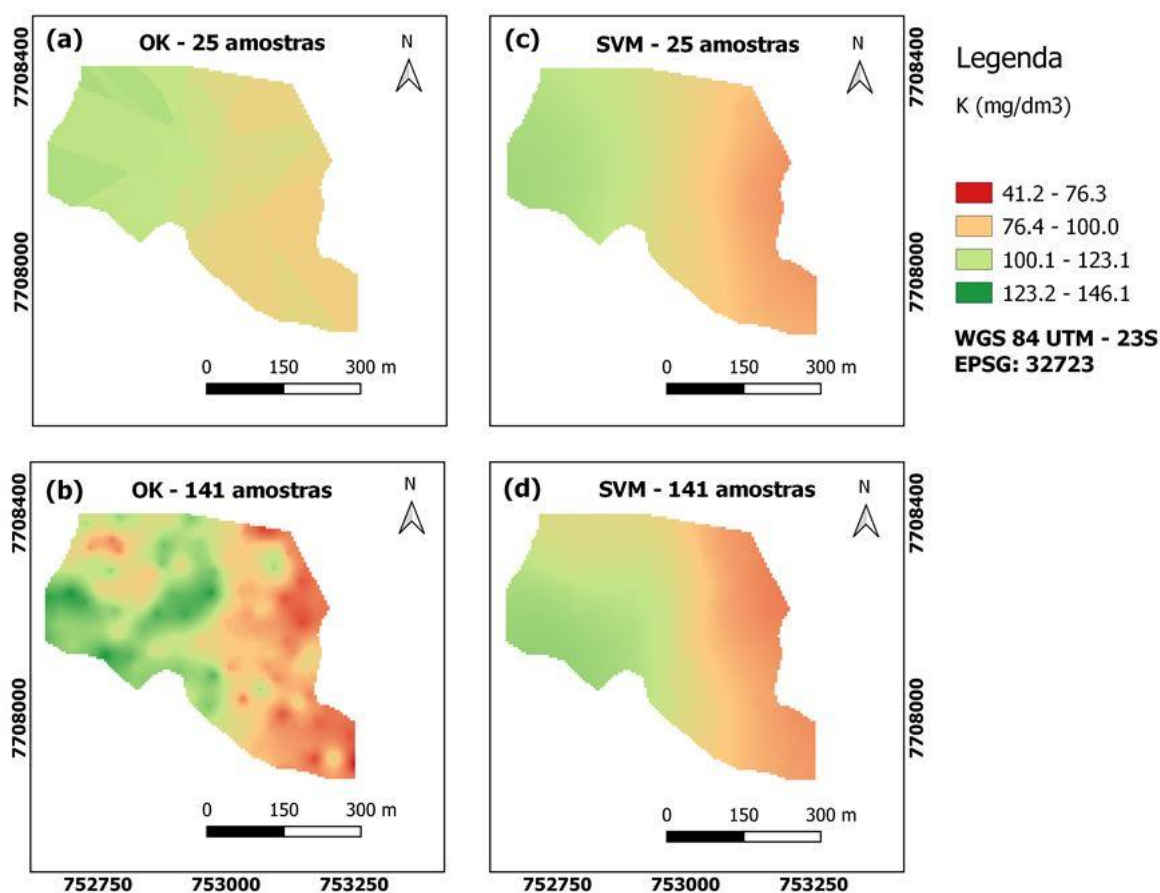 (a)
OK - 25 amostras
N
7708400
7708000
0 150 300 m
(c)
SVM - 25 amostras
N
7708400
7708000
0 150 300 m
Legenda
K (mg/dm3)
41.2 - 76.3
76.4 - 100.0
100.1 - 123.1
123.2 - 146.1
WGS 84 UTM - 23S
EPSG: 32723
(b)
OK - 141 amostras
N
7708400
7708000
0 150 300 m
752750 753000 753250
(d)
SVM - 141 amostras
N
7708400
7708000
0 150 300 m
752750 753000 753250